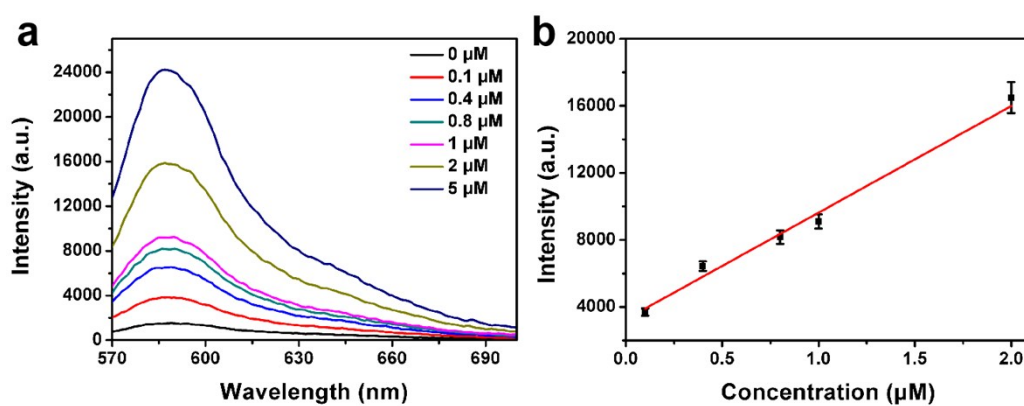 a
24000
20000
16000
12000
8000
4000
0
570
600
630
660
690
Intensity (a.u.)
Wavelength (nm)
0 µM
0.1 µM
0.4 µM
0.8 µM
1 µM
2 µM
5 µM
b
20000
16000
12000
8000
4000
0.0
0.5
1.0
1.5
2.0
Intensity (a.u.)
Concentration (µM)